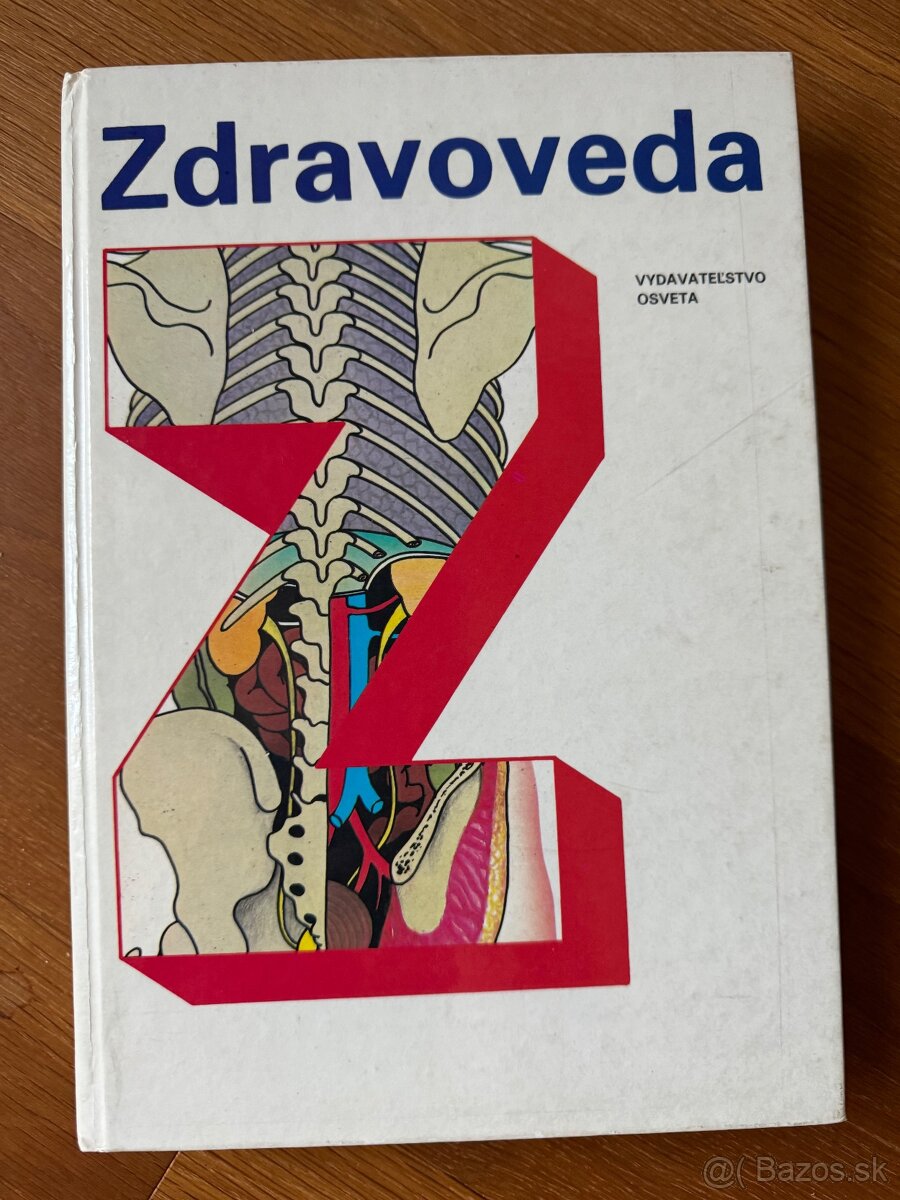 Zdravoveda
VYDAVATEĽSTVO
OSVETA
@( Bazos.sk